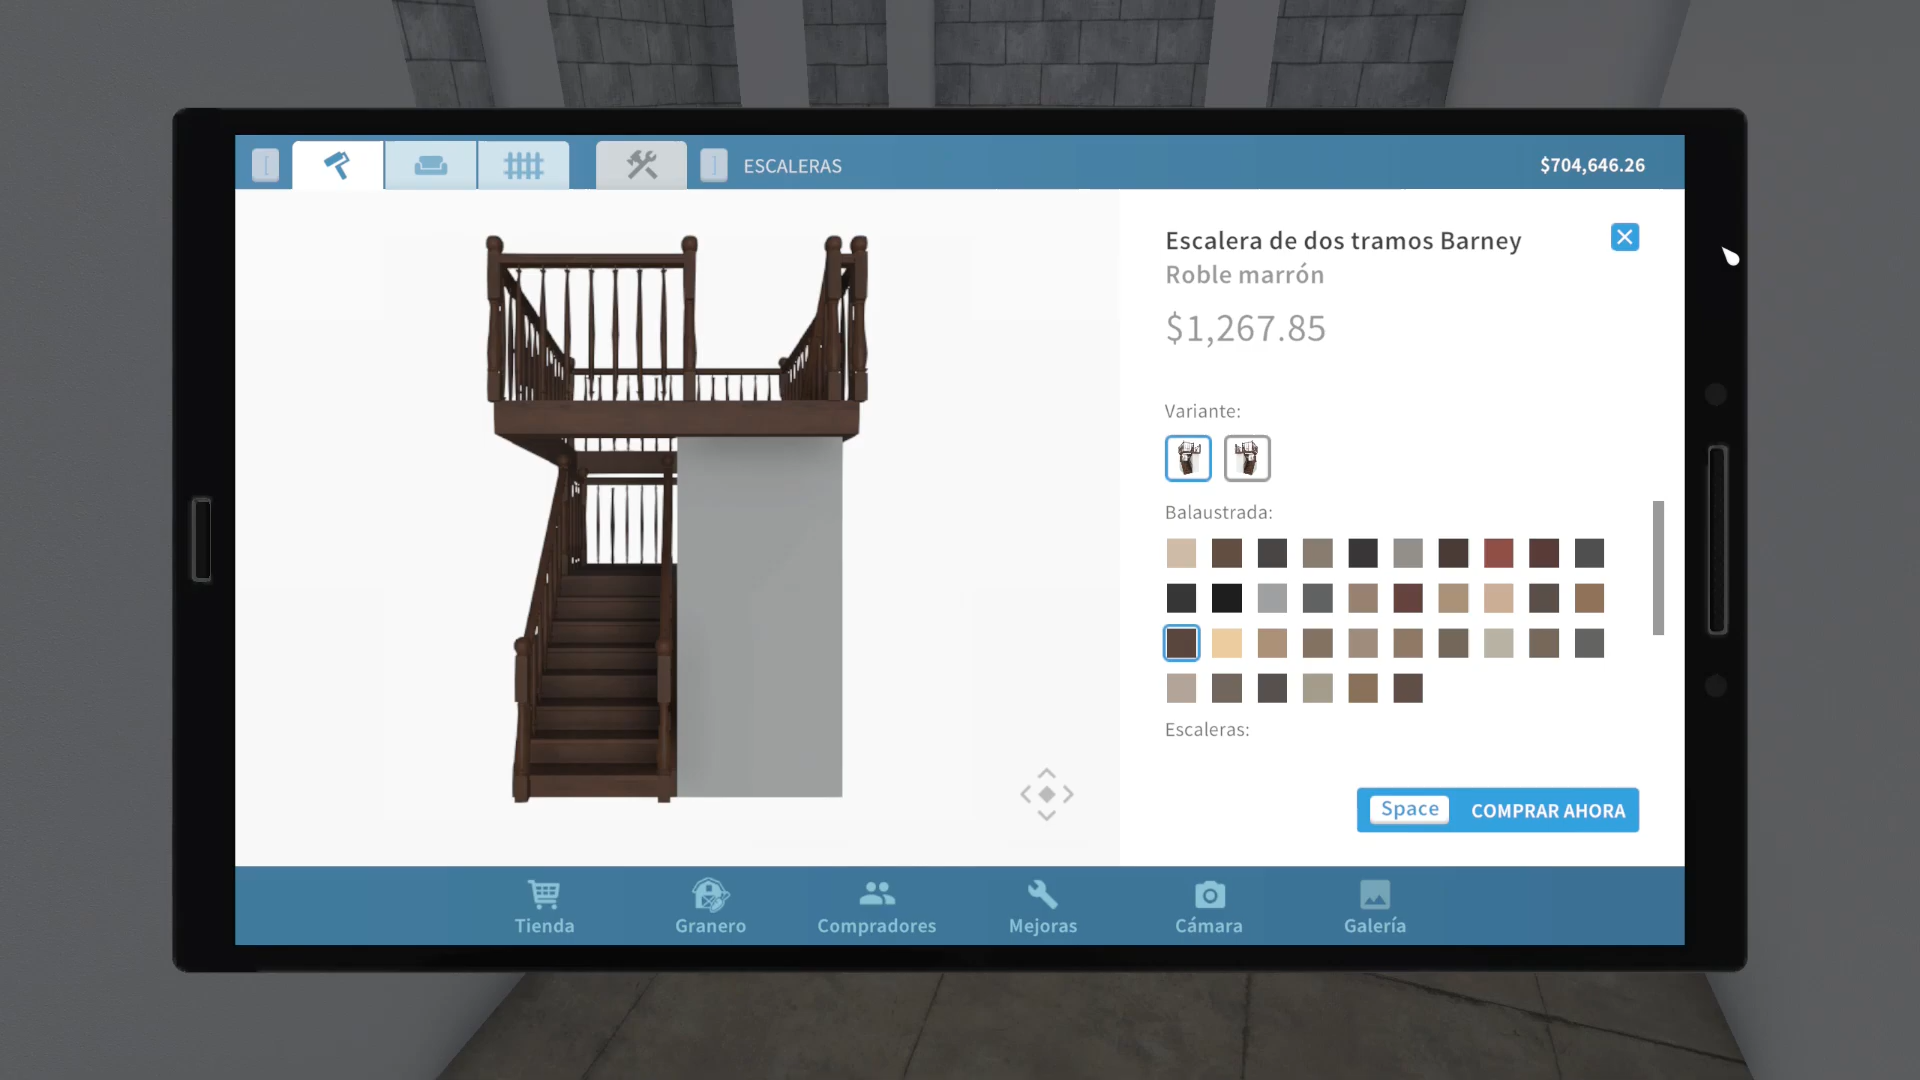 ESCALERAS
$704,646.26
Escalera de dos tramos Barney
Roble marrón
$1,267.85
Variante:
Balaustrada:
Escaleras:
Space COMPRAR AHORA
Tienda
Granero
Compradores
Mejoras
Cámara
Galería